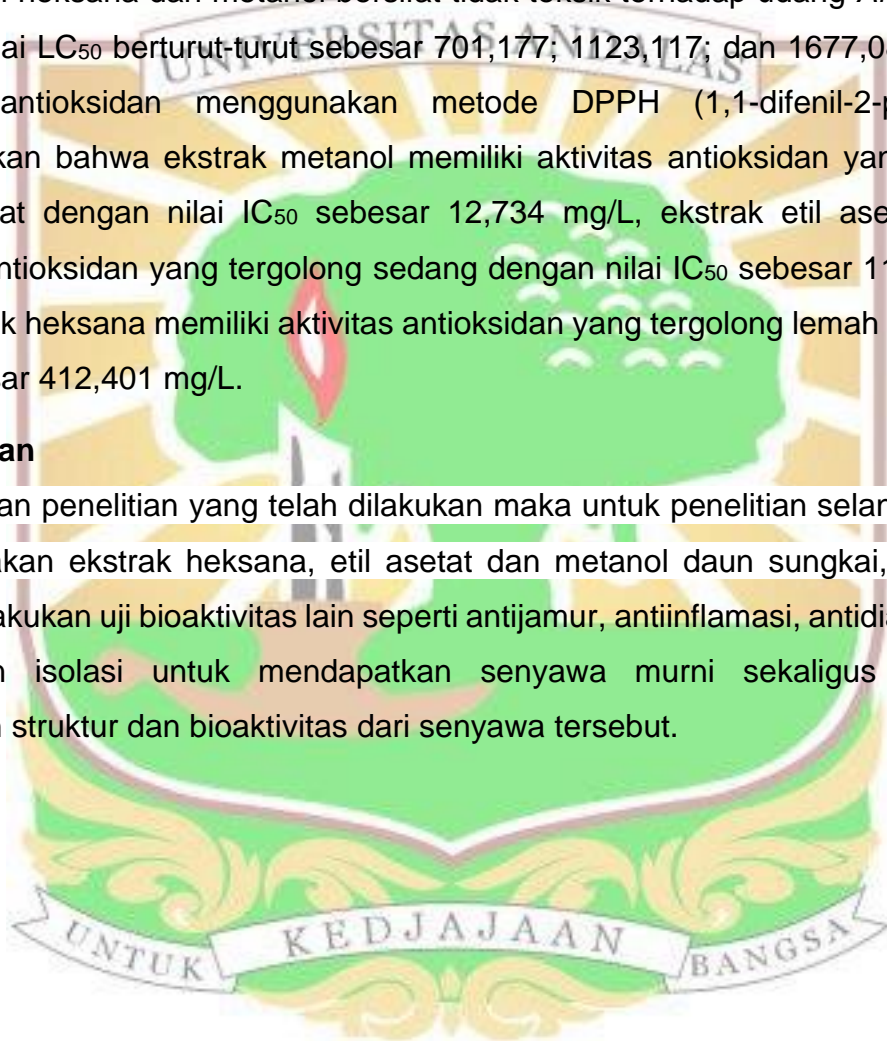 heksana dan metanol bersifat tidak toksik terhadap udang
ai LC50 berturut-turut sebesar 701,177; 1123,117; dan 1677,0
UNIVERSITAS ANDALAS
antioksidan menggunakan metode DPPH (1,1-difenil-2-p
kan bahwa ekstrak metanol memiliki aktivitas antioksidan yan
at dengan nilai IC50 sebesar 12,734 mg/L, ekstrak etil ase
ntioksidan yang tergolong sedang dengan nilai IC50 sebesar 11
k heksana memiliki aktivitas antioksidan yang tergolong lemah
ar 412,401 mg/L.
an
an penelitian yang telah dilakukan maka untuk penelitian selan
akan ekstrak heksana, etil asetat dan metanol daun sungkai,
akukan uji bioaktivitas lain seperti antijamur, antiinflamasi, antidia
n isolasi untuk mendapatkan senyawa murni sekaligus
n struktur dan bioaktivitas dari senyawa tersebut.
UNTUK KEDJAJAAN BANGSA